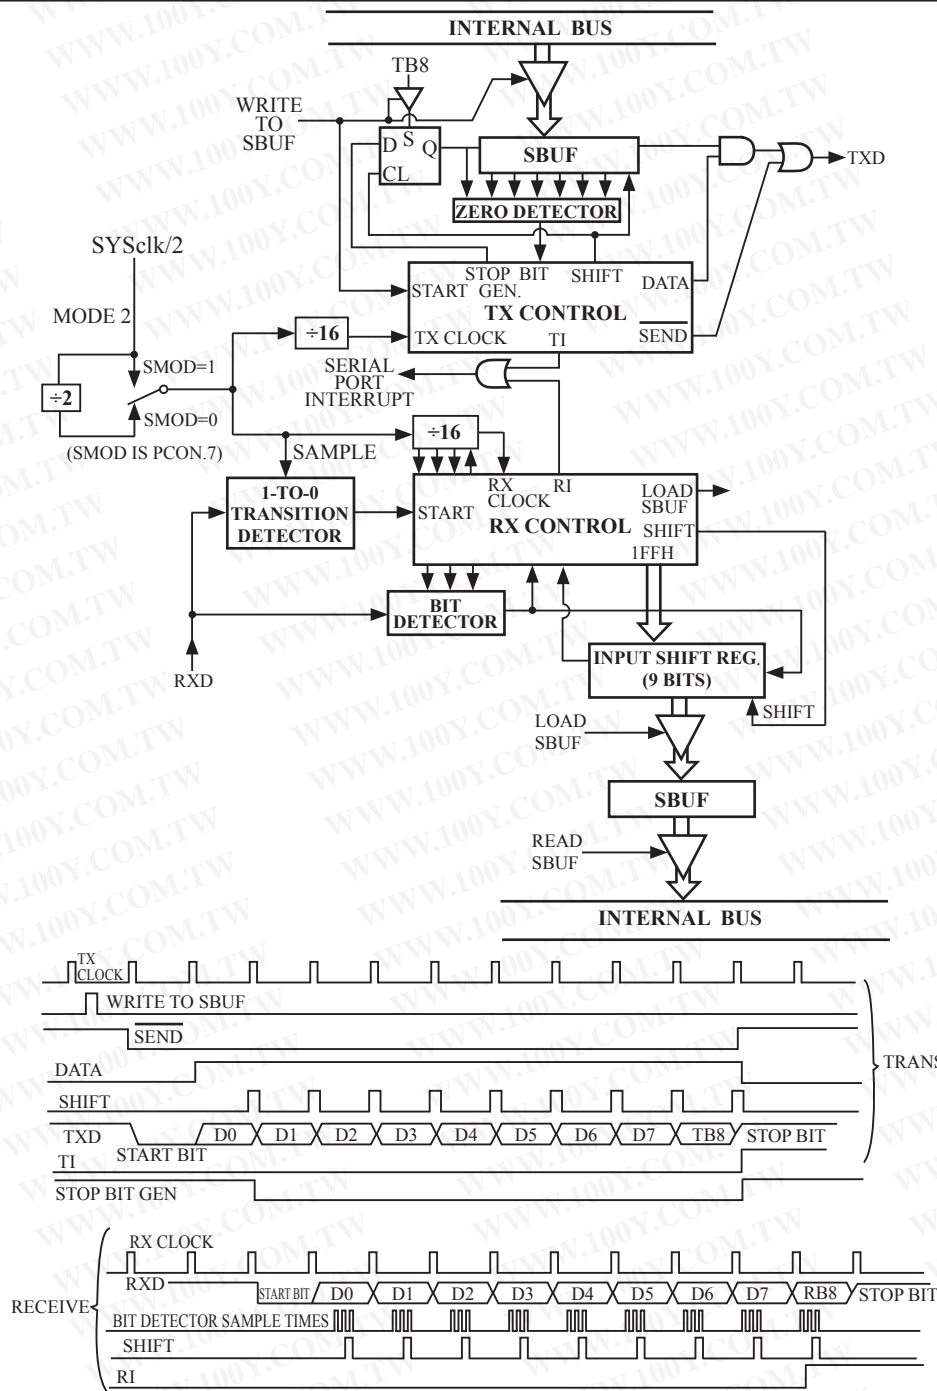 INTERNAL BUS
TB8
WRITE
TO
SBUF
D S Q
CL
SBUF
TXD
ZERO DETECTOR
SYSclk/2
STOP BIT
GEN.
SHIFT
START
DATA
TX CONTROL
MODE 2
÷16
TX CLOCK
TI
SEND
SMOD=1
SERIAL
PORT
INTERRUPT
÷2
SMOD=0
(SMOD IS PCON.7)
SAMPLE
÷16
1-TO-0
TRANSITION
DETECTOR
RX
CLOCK
RI
LOAD
SBUF
START
RX CONTROL
SHIFT
1FFH
BIT
DETECTOR
RXD
INPUT SHIFT REG.
(9 BITS)
SHIFT
LOAD
SBUF
SBUF
READ
SBUF
INTERNAL BUS
TX
CLOCK
WRITE TO SBUF
SEND
DATA
TRANS
SHIFT
TXD
START BIT
D0 D1 D2 D3 D4 D5 D6 D7 TB8 STOP BIT
TI
STOP BIT GEN
RX CLOCK
RXD
START BIT D0 D1 D2 D3 D4 D5 D6 D7 RB8 STOP BIT
RECEIVE
BIT DETECTOR SAMPLE TIMES
SHIFT
RI
WWW.100Y.COM.TW